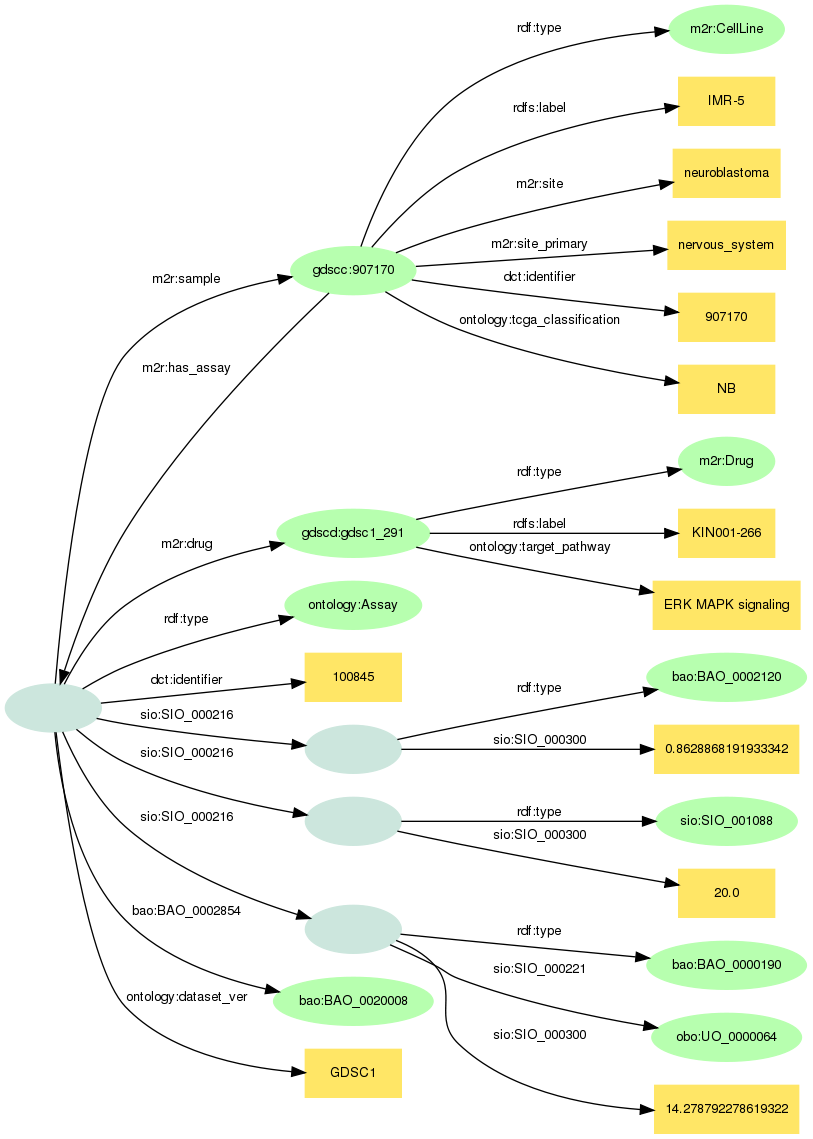 rdf:type
m2r:CellLine
rdfs:label
IMR-5
m2r:site
neuroblastoma
m2r:site_primary
nervous_system
m2r:sample
gdscc:907170
dct:identifier
907170
ontology:tcga_classification
m2r:has_assay
NB
rdf:type
m2r:Drug
m2r:drug
gdscd:gdsc1_291
rdfs:label
KIN001-266
ontology:target_pathway
ERK MAPK signaling
rdf:type
ontology:Assay
dct:identifier
100845
rdf:type
bao:BAO_0002120
sio:SIO_000216
sio:SIO_000300
0.8628868191933342
sio:SIO_000216
rdf:type
sio:SIO_001088
sio:SIO_000216
sio:SIO_000300
20.0
bao:BAO_0002854
rdf:type
bao:BAO_0000190
sio:SIO_000221
ontology:dataset_ver
bao:BAO_0020008
obo:UO_0000064
sio:SIO_000300
GDSC1
14.278792278619322